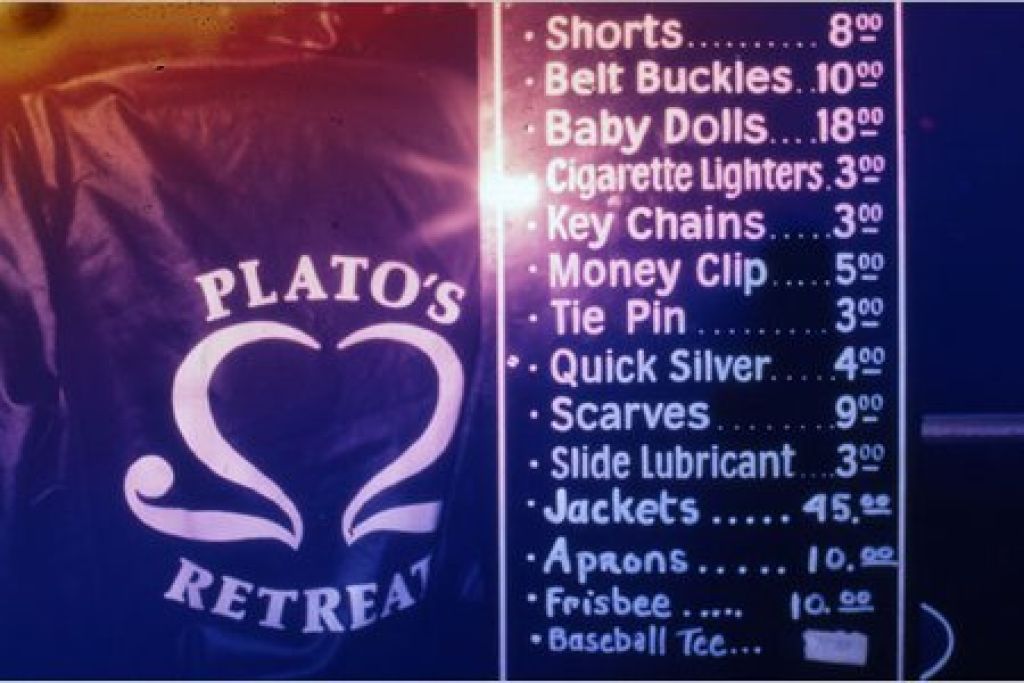 PLATO'S
RETREAT
· Shorts.......... 8.00
· Belt Buckles..10.00
· Baby Dolls....18.00
Cigarette Lighters.3.00
· Key Chains.....3.00
· Money Clip.....5.00
· Tie Pin.........3.00
· Quick Silver.....4.00
· Scarves........9.00
· Slide Lubricant...3.00
· Jackets ..... 45.00
· Aprons ..... 10.00
· Frisbee ..... 10.00
· Baseball Tee...